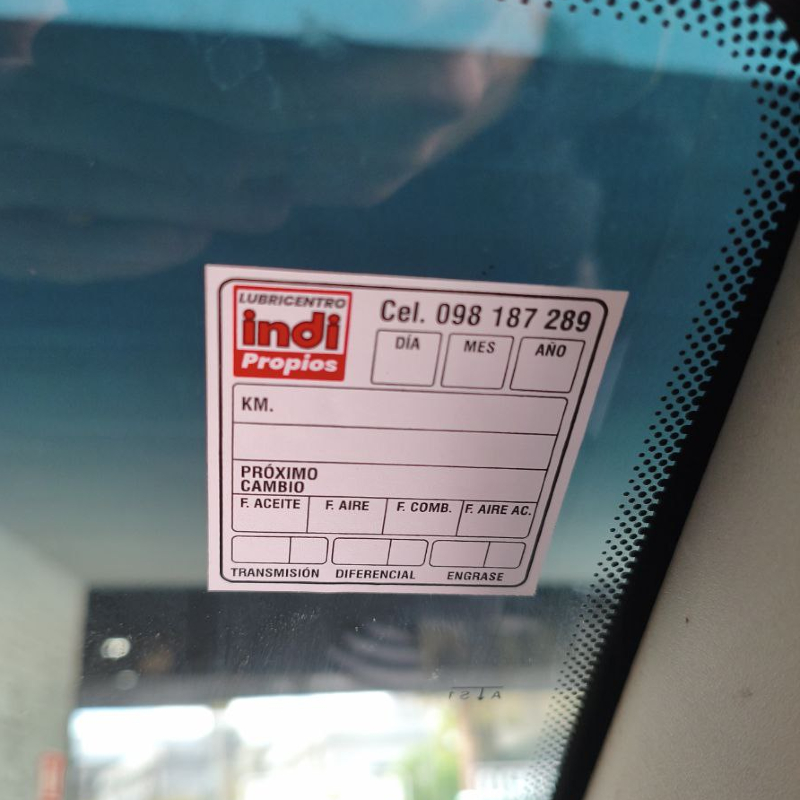 LUBRICENTRO
indi
Propios
Cel. 098 187 289
DÍA MES AÑO
KM.
PRÓXIMO
CAMBIO
F. ACEITE F. AIRE F. COMB. F. AIRE AC.
TRANSMISIÓN DIFERENCIAL ENGRASE